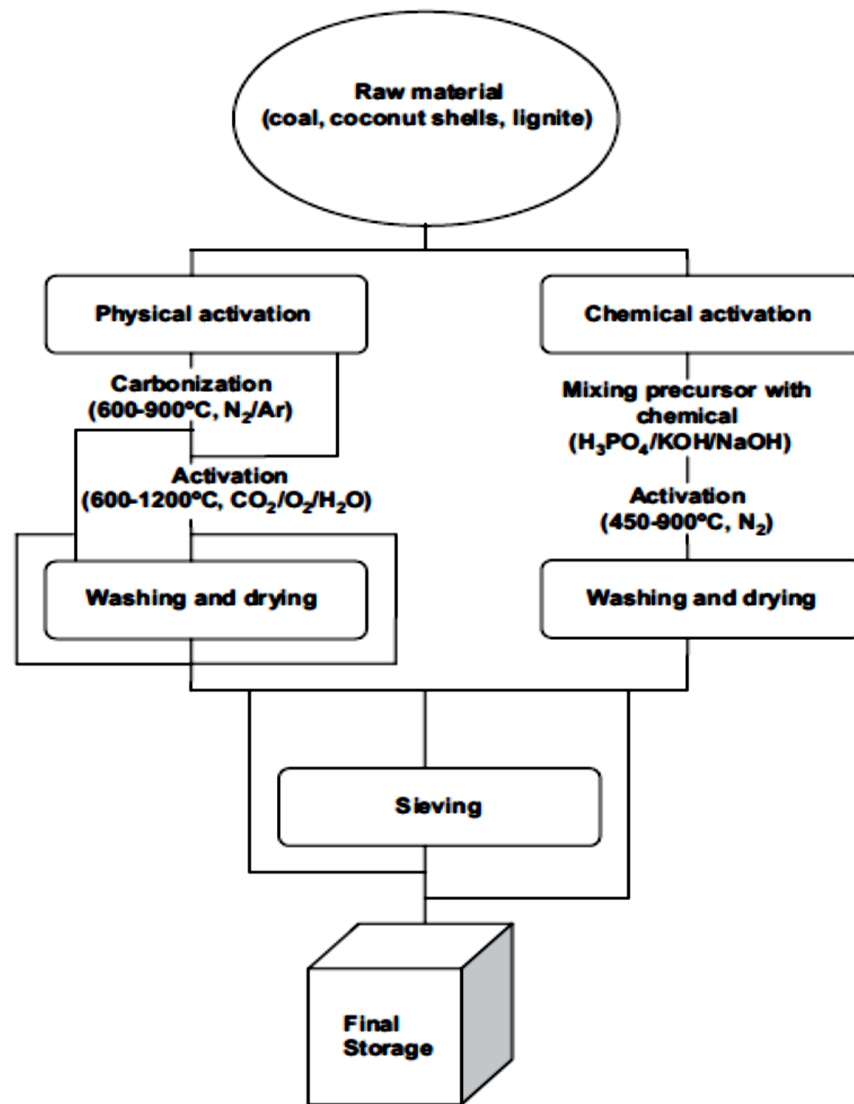 Raw material
(coal, coconut shells, lignite)
Physical activation
Carbonization
(600-900ºC, N₂/Ar)
Activation
(600-1200ºC, CO₂/O₂/H₂O)
Washing and drying
Chemical activation
Mixing precursor with
chemical
(H₃PO₄/KOH/NaOH)
Activation
(450-900ºC, N₂)
Washing and drying
Sieving
Final
Storage